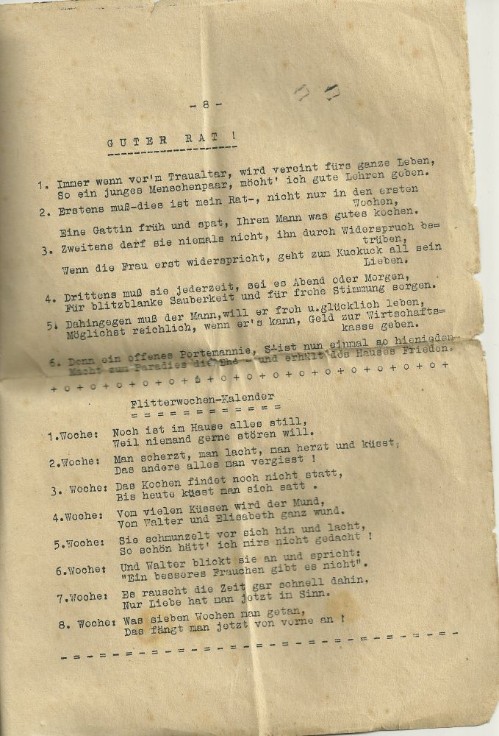 - 8 -
GUTER RAT !
1. Immer wenn vor'm Traualtar, wird vereint fürs ganze Leben,
So ein junges Menschenpaar, möcht' ich gute Lehren geben.
2. Erstens muß-dies ist mein Rat-, nicht nur in den ersten
Wochen,
Eine Gattin früh und spat, Ihren Mann was gutes kochen.
3. Zweitens darf sie niemals nicht, ihn durch Widerspruch be=
trüben,
Wenn die Frau erst widerspricht, geht zum Kuckuck all sein
Lieben.
4. Drittens muß sie jederzeit, sei es Abend oder Morgen,
Für blitzblanke Sauberkeit und für frohe Stimmung sorgen.
5. Dahingegen muß der Mann,will er froh u.glücklich leben,
Möglichst reichlich, wenn er's kann, Geld zur Wirtschafts=
kasse geben.
6. Denn ein offenes Portemannie, S'ist nun einmal so hienieden
Macht zum Paradies die Ehe - und erhält des Hauses Frieden.
+ o + o + o + o + o + o + o + o + o + o + o + o + o +
Flitterwochen-Kalender
= = = = = = = = = = =
1.Woche: Noch ist im Hause alles still,
Weil niemand gerne stören will.
2.Woche: Man scherzt, man lacht, man herzt und küsst,
Das andere alles man vergisst !
3. Woche: Das Kochen findet noch nicht statt,
Bis heute küsst man sich satt .
4.Woche: Vom vielen Küssen wird der Mund,
Von Walter und Elisabeth ganz wund.
5.Woche: Sie schmunzelt vor sich hin und lacht,
So schön hätt' ich mirs nicht gedacht !
6.Woche: Und Walter blickt sie an und spricht:
"Ein besseres Frauchen gibt es nicht".
7.Woche: Es rauscht die Zeit gar schnell dahin,
Nur Liebe hat man jetzt in Sinn.
8. Woche: Was sieben Wochen man getan,
Das fängt man jetzt von vorne an !
- = - = - = - = - = - = - = - = - = - = - = - = -